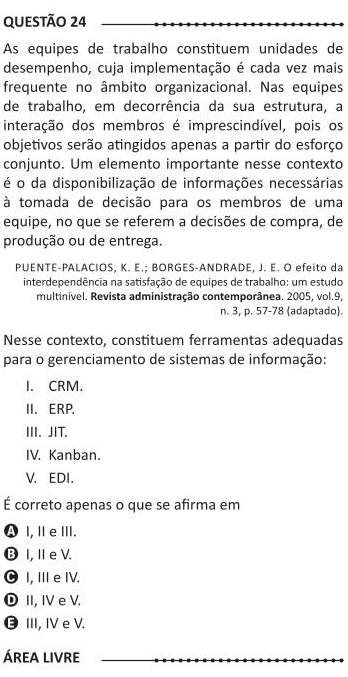 QUESTÃO 24
As equipes de trabalho constituem unidades de
desempenho, cuja implementação é cada vez mais
frequente no âmbito organizacional. Nas equipes
de trabalho, em decorrência da sua estrutura, a
interação dos membros é imprescindível, pois os
objetivos serão atingidos apenas a partir do esforço
conjunto. Um elemento importante nesse contexto
é o da disponibilização de informações necessárias
à tomada de decisão para os membros de uma
equipe, no que se referem a decisões de compra, de
produção ou de entrega.
PUENTE-PALACIOS, K. E.; BORGES-ANDRADE, J. E. O efeito da
interdependência na satisfação de equipes de trabalho: um estudo
multinível. Revista administração contemporânea. 2005, vol.9,
n. 3, p. 57-78 (adaptado).
Nesse contexto, constituem ferramentas adequadas
para o gerenciamento de sistemas de informação:
I. CRM.
II. ERP.
III. JIT.
IV. Kanban.
V. EDI.
É correto apenas o que se afirma em
A I, II e III.
B I, II e V.
C I, III e IV.
D II, IV e V.
E III, IV e V.
ÁREA LIVRE